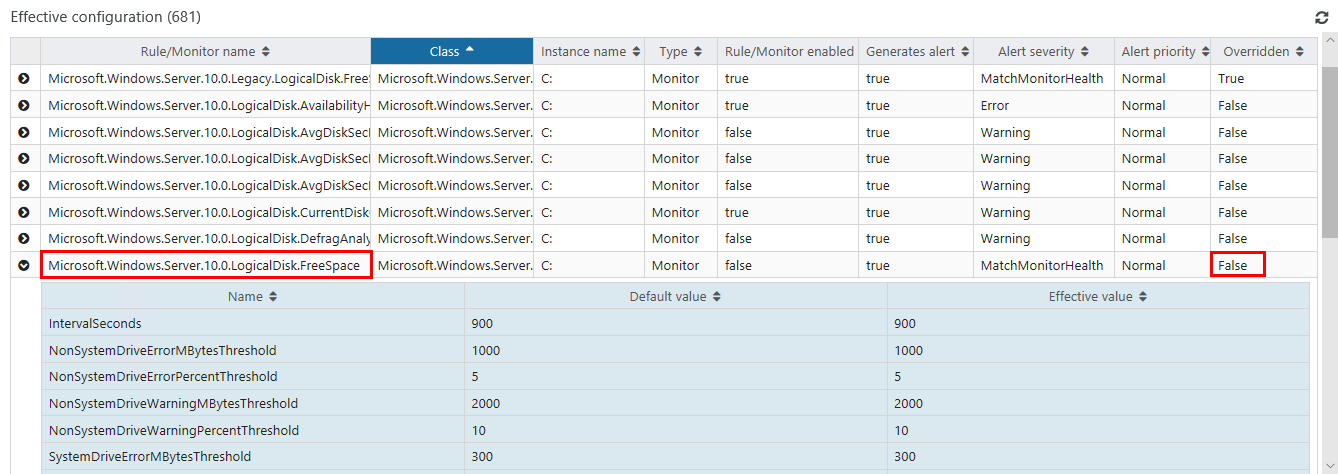 Effective configuration (681)
Rule/Monitor name Class Instance name Type Rule/Monitor enabled Generates alert Alert severity Alert priority Overridden
Microsoft.Windows.Server.10.0.Legacy.LogicalDisk.Free Microsoft.Windows.Server. C: Monitor true true MatchMonitorHealth Normal True
Microsoft.Windows.Server.10.0.LogicalDisk.AvailabilityH Microsoft.Windows.Server. C: Monitor true true Error Normal False
Microsoft.Windows.Server.10.0.LogicalDisk.AvgDiskSec Microsoft.Windows.Server. C: Monitor false true Warning Normal False
Microsoft.Windows.Server.10.0.LogicalDisk.AvgDiskSec Microsoft.Windows.Server. C: Monitor false true Warning Normal False
Microsoft.Windows.Server.10.0.LogicalDisk.AvgDiskSec Microsoft.Windows.Server. C: Monitor false true Warning Normal False
Microsoft.Windows.Server.10.0.LogicalDisk.CurrentDisk Microsoft.Windows.Server. C: Monitor true true Warning Normal False
Microsoft.Windows.Server.10.0.LogicalDisk.DefragAnaly Microsoft.Windows.Server. C: Monitor false true Warning Normal False
Microsoft.Windows.Server.10.0.LogicalDisk.FreeSpace Microsoft.Windows.Server. C: Monitor false true MatchMonitorHealth Normal False
Name Default value Effective value
IntervalSeconds 900 900
NonSystemDriveErrorMBytesThreshold 1000 1000
NonSystemDriveErrorPercentThreshold 5 5
NonSystemDriveWarningMBytesThreshold 2000 2000
NonSystemDriveWarningPercentThreshold 10 10
SystemDriveErrorMBytesThreshold 300 300